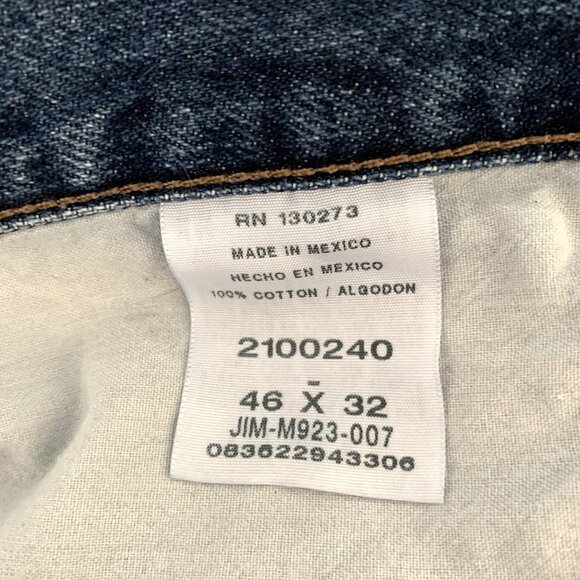 RN 130273
MADE IN MEXICO
HECHO EN MEXICO
100% COTTON / ALGODON
2100240
46 X 32
JIM-M923-007
083622943306